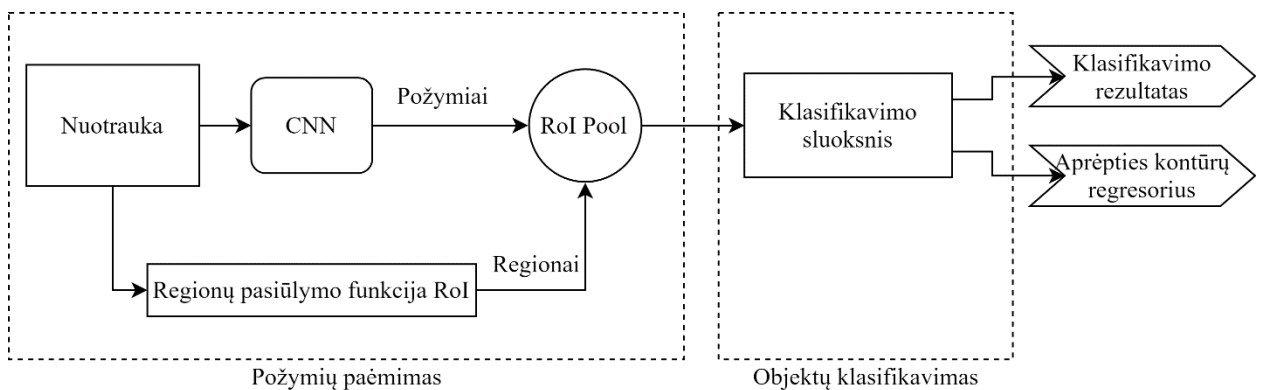 Nuotrauka
CNN
Požymiai
RoI Pool
Regionų pasiūlymo funkcija RoI
Regionai
Požymių paėmimas
Klasifikavimo
sluoksnis
Objektų klasifikavimas
Klasifikavimo
rezultatas
Aprėpties kontūrų
regresorius